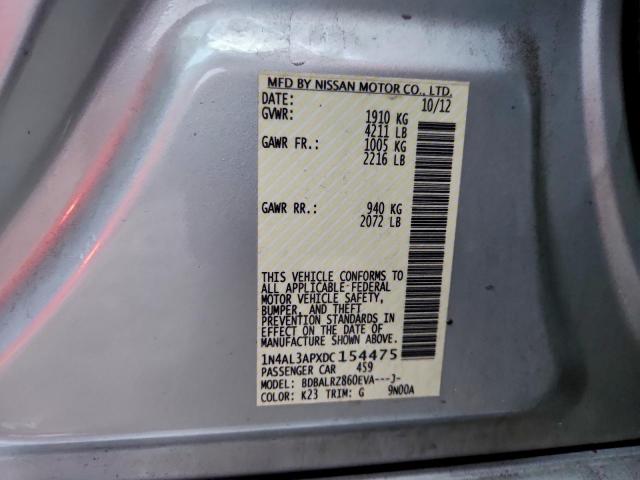 MFD BY NISSAN MOTOR CO., LTD.
DATE: 10/12
GVWR: 1910 KG
4211 LB
GAWR FR.: 1005 KG
2216 LB
GAWR RR.: 940 KG
2072 LB
THIS VEHICLE CONFORMS TO
ALL APPLICABLE FEDERAL
MOTOR VEHICLE SAFETY,
BUMPER, AND THEFT
PREVENTION STANDARDS IN
EFFECT ON THE DATE OF
MANUFACTURE SHOWN ABOVE.
1N4AL3APXDC154475
PASSENGER CAR 459
MODEL: BDBALRZ860EVA---J-
COLOR: K23 TRIM: G 9N00A